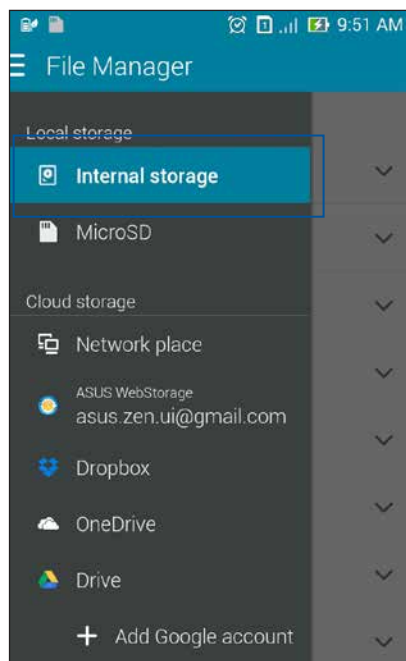 1 9:51 AM
File Manager
Local storage
Internal storage
MicroSD
Cloud storage
Network place
ASUS WebStorage
asus.zen.ui@gmail.com
Dropbox
OneDrive
Drive
+ Add Google account